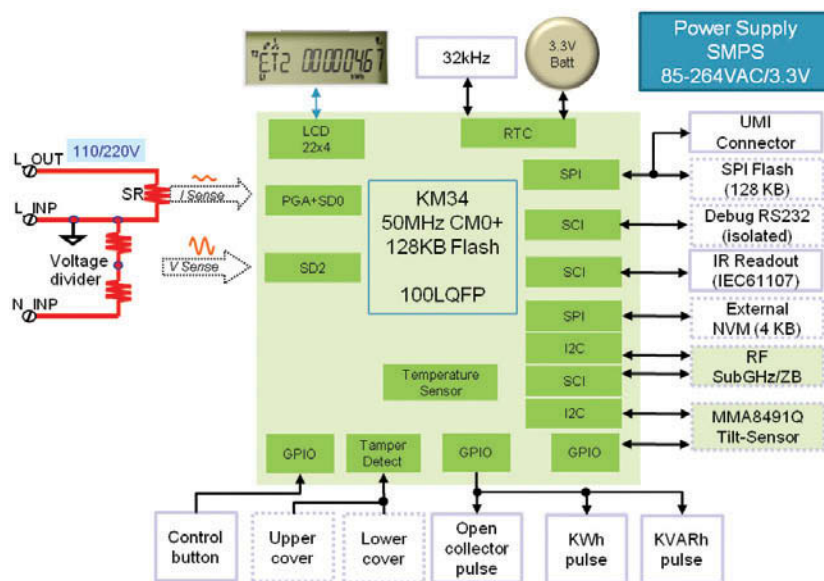 ET2 00000467
kWh
32kHz
3.3V
Batt
Power Supply
SMPS
85-264VAC/3.3V
110/220V
L_OUT
SR
I Sense
L_INP
Voltage
divider
V Sense
N_INP
LCD
22x4
RTC
PGA+SD0
SD2
KM34
50MHz CM0+
128KB Flash
100LQFP
Temperature
Sensor
SPI
SCI
SCI
SPI
I2C
SCI
I2C
GPIO
Tamper
Detect
GPIO
GPIO
UMI
Connector
SPI Flash
(128 KB)
Debug RS232
(isolated)
IR Readout
(IEC61107)
External
NVM (4 KB)
RF
SubGHz/ZB
MMA8491Q
Tilt-Sensor
Control
button
Upper
cover
Lower
cover
Open
collector
pulse
KWh
pulse
KVARh
pulse